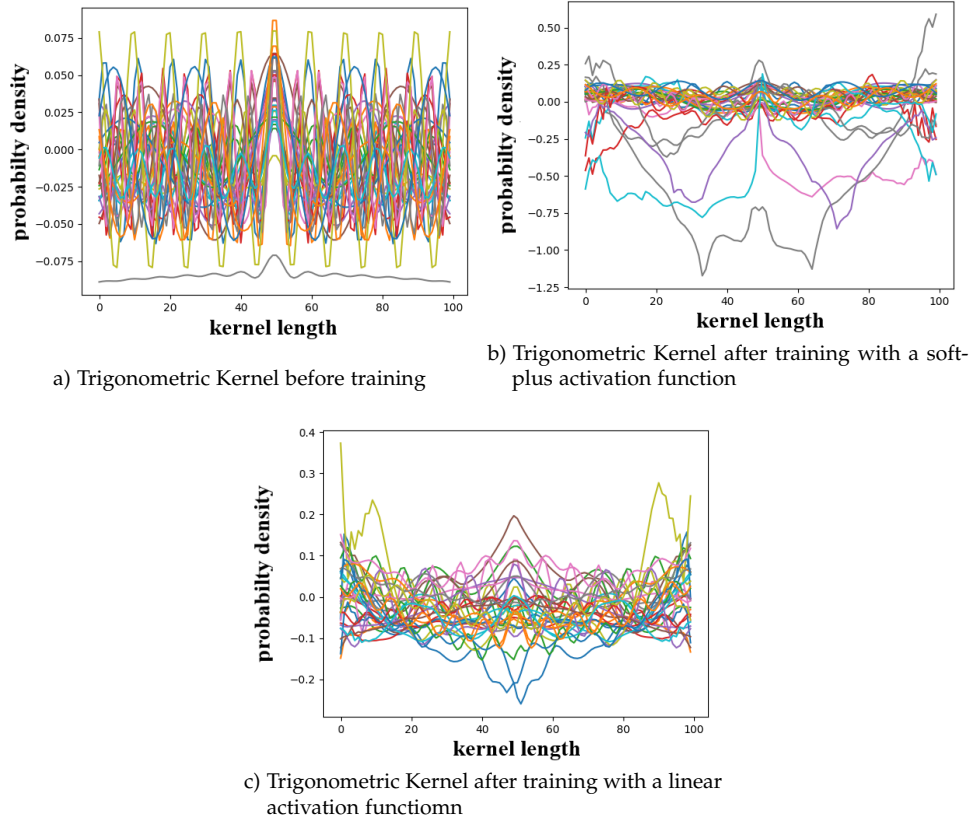 0.075
0.050
0.025
0.000
−0.025
−0.050
−0.075
probabilty density
0 20 40 60 80 100
kernel length
a) Trigonometric Kernel before training
0.50
0.25
0.00
−0.25
−0.50
−0.75
−1.00
−1.25
probabilty density
0 20 40 60 80 100
kernel length
b) Trigonometric Kernel after training with a soft-
plus activation function
0.4
0.3
0.2
0.1
0.0
−0.1
−0.2
probabilty density
0 20 40 60 80 100
kernel length
c) Trigonometric Kernel after training with a linear
activation functiomn